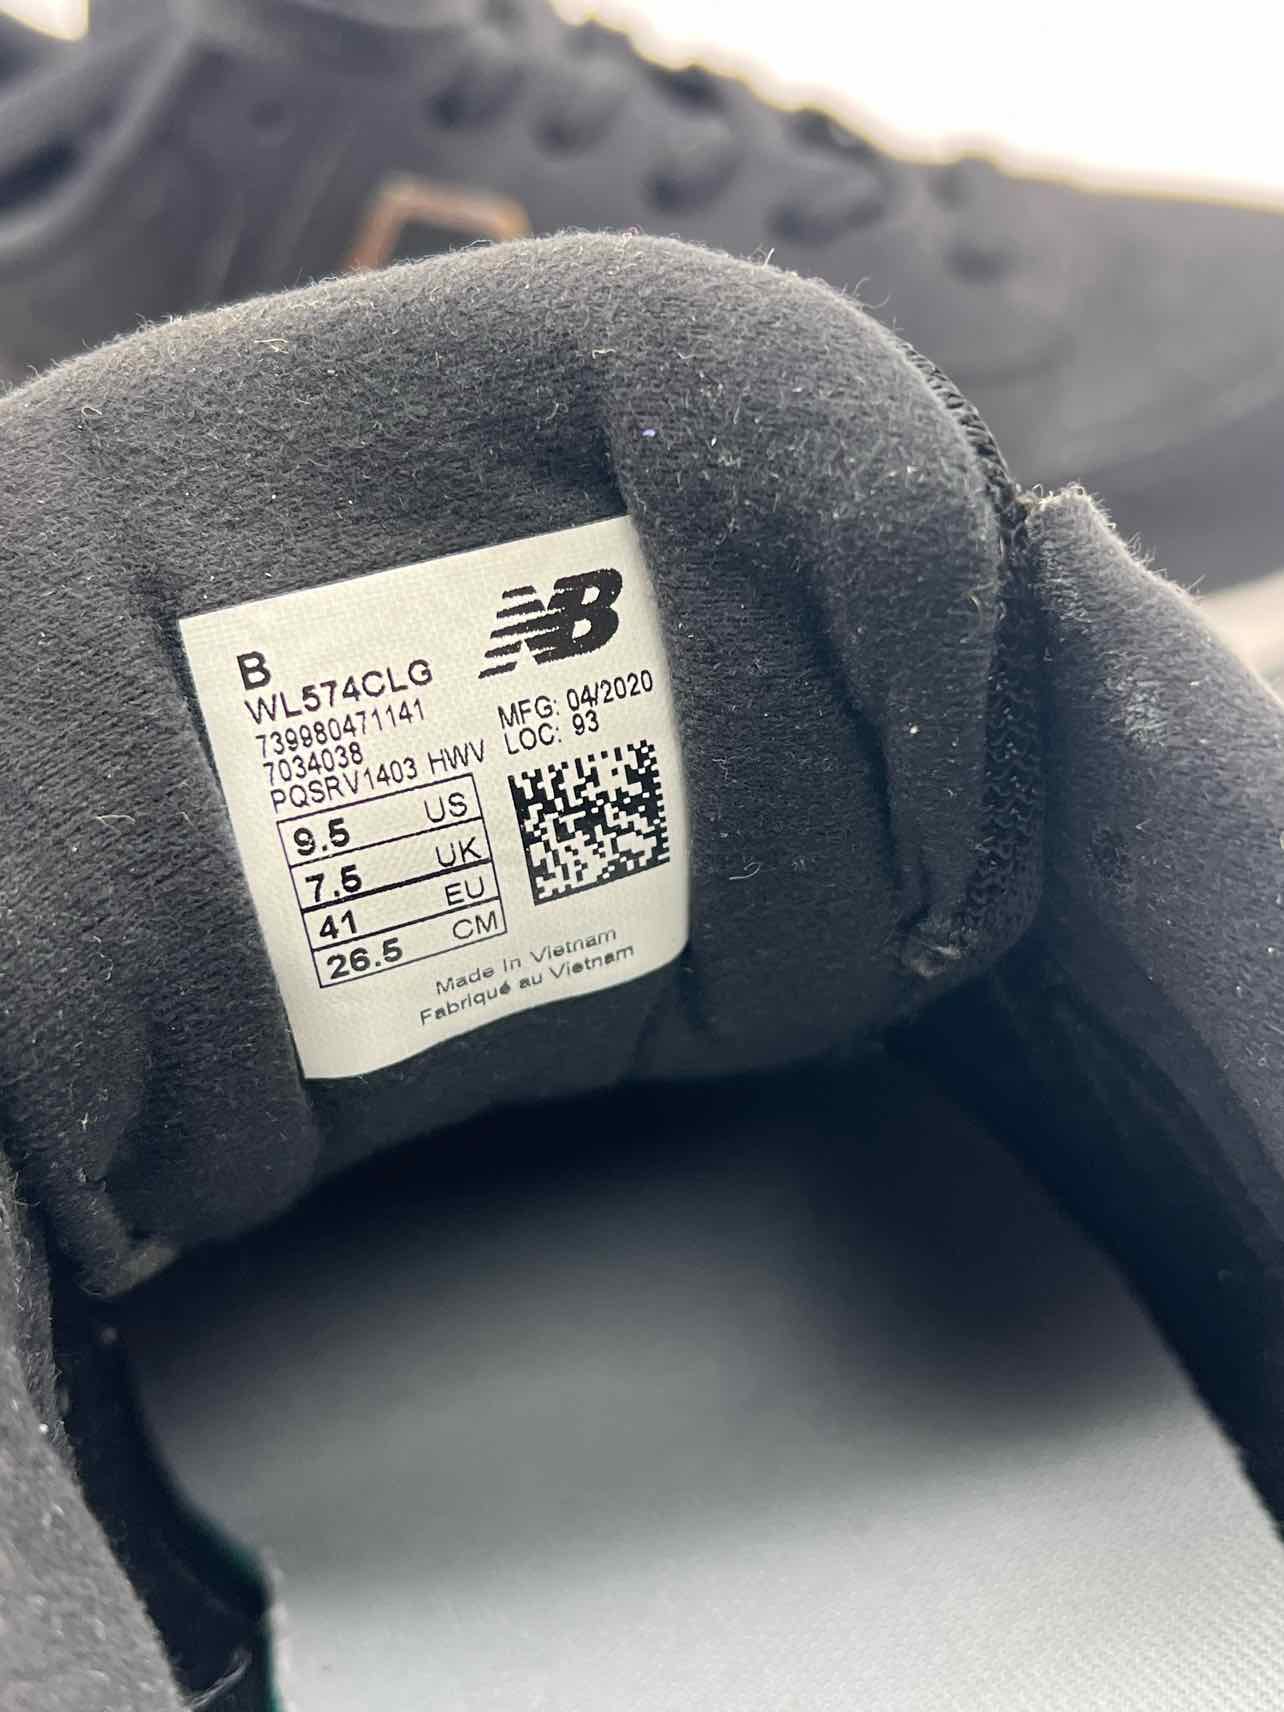 NB
B
WL574CLG
739980471141
7034038
PQSRV1403 HWV
MFG: 04/2020
LOC: 93
9.5 US
7.5 UK
41 EU
26.5 CM
Made in Vietnam
Fabriqué au Vietnam